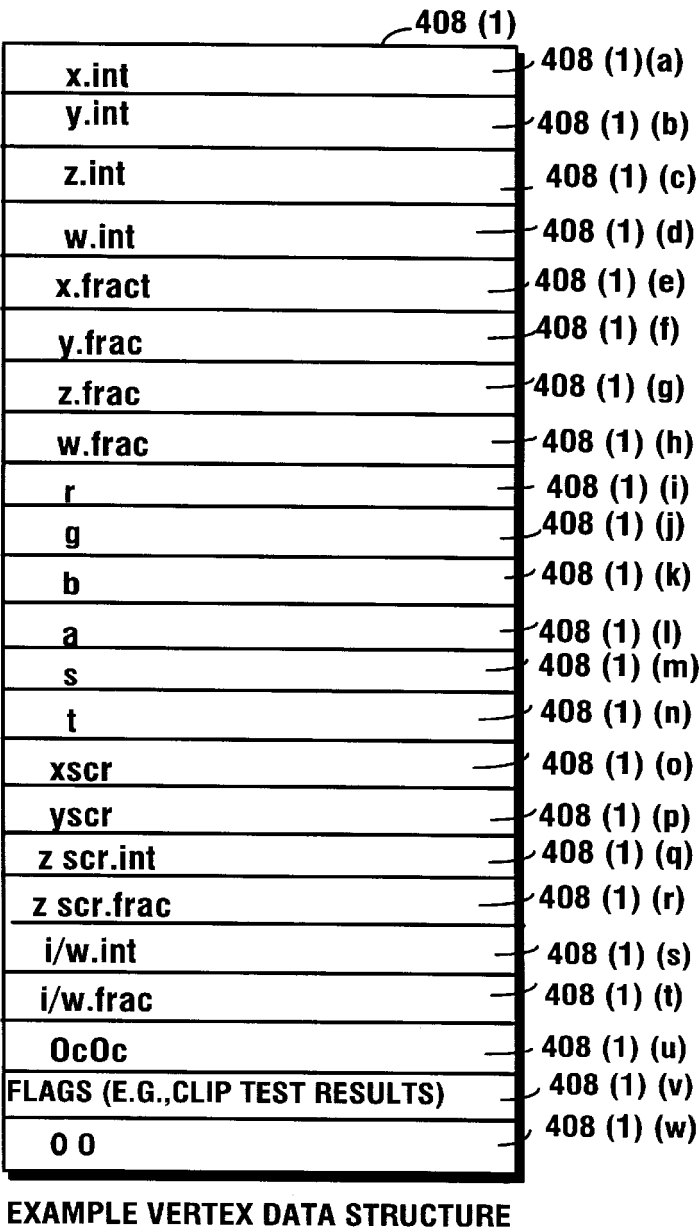 408 (1)
x.int 408 (1)(a)
y.int 408 (1) (b)
z.int 408 (1) (c)
w.int 408 (1) (d)
x.fract 408 (1) (e)
y.frac 408 (1) (f)
z.frac 408 (1) (g)
w.frac 408 (1) (h)
r 408 (1) (i)
g 408 (1) (j)
b 408 (1) (k)
a 408 (1) (l)
s 408 (1) (m)
t 408 (1) (n)
xscr 408 (1) (o)
yscr 408 (1) (p)
z scr.int 408 (1) (q)
z scr.frac 408 (1) (r)
i/w.int 408 (1) (s)
i/w.frac 408 (1) (t)
0c0c 408 (1) (u)
FLAGS (E.G.,CLIP TEST RESULTS) 408 (1) (v)
0 0 408 (1) (w)
EXAMPLE VERTEX DATA STRUCTURE